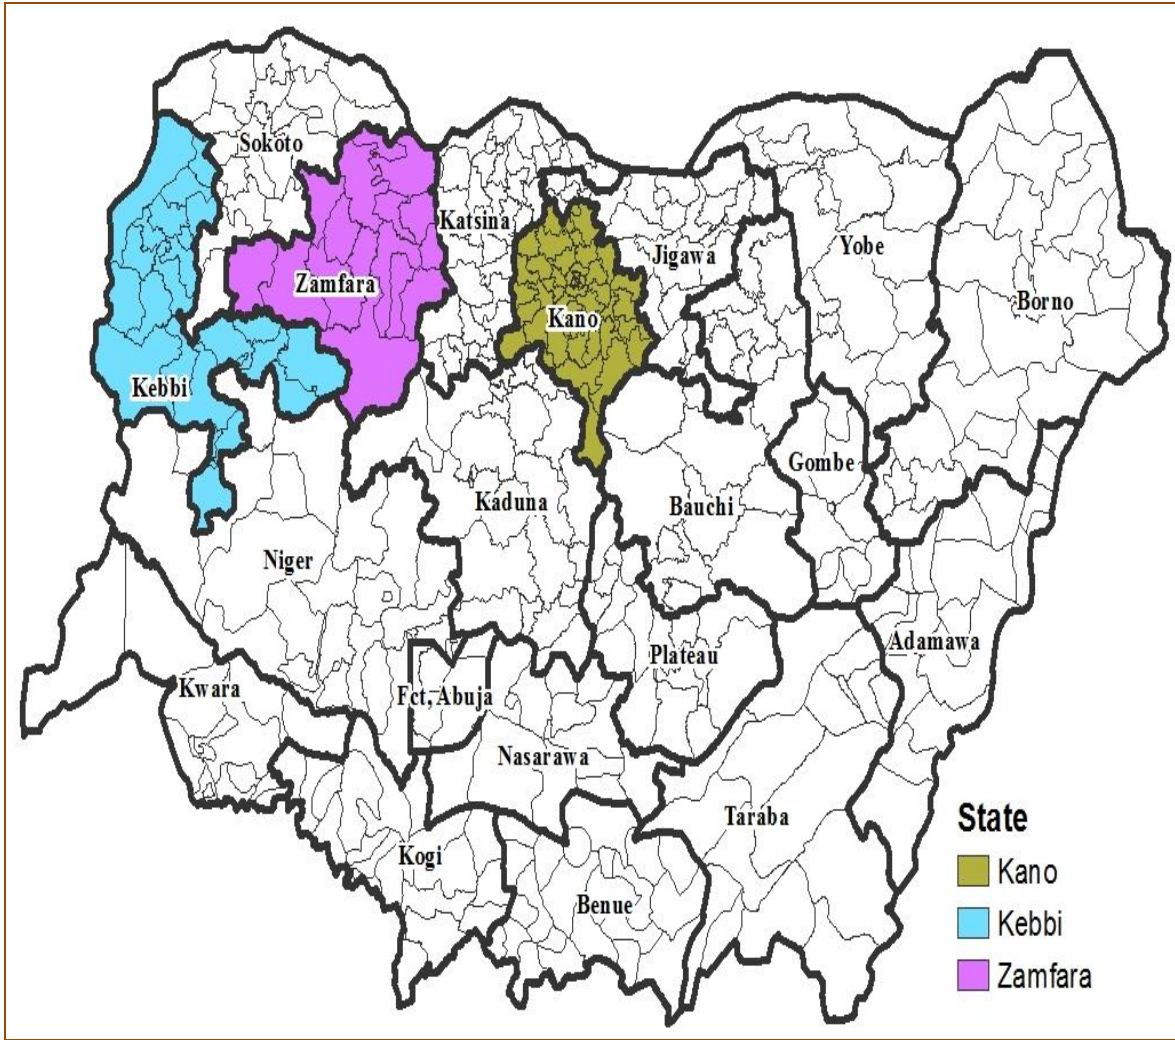 Sokoto
Katsina
Zamfara
Jigawa
Yobe
Borno
Kano
Kebbi
Gombe
Kaduna
Bauchi
Niger
Adamawa
Plateau
Kwara
Fct, Abuja
Nasarawa
Taraba
Kogi
Benue
State
Kano
Kebbi
Zamfara